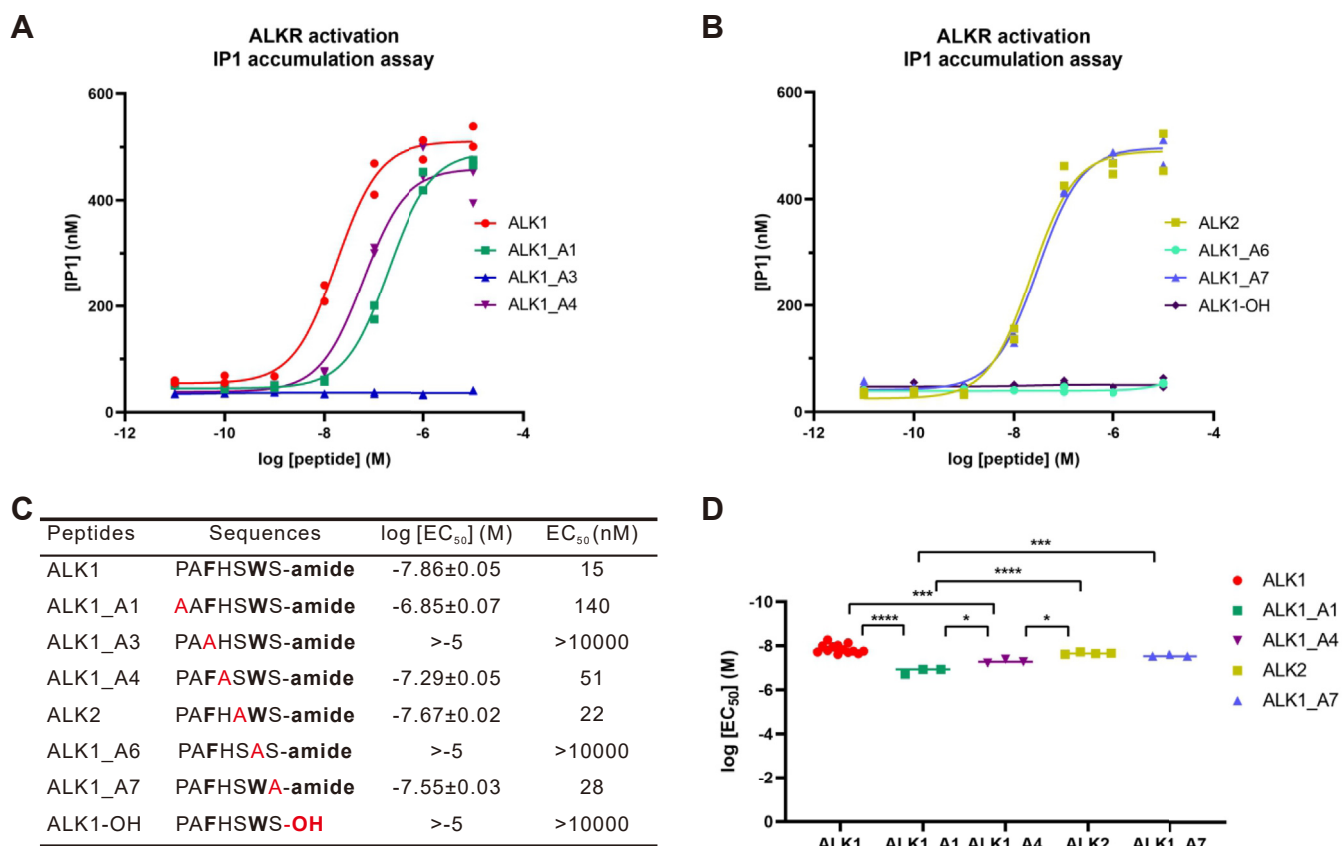 A
ALKR activation
IP1 accumulation assay
600
400
200
0
[IP1] (nM)
-12
-10
-8
-6
-4
log [peptide] (M)
ALK1
ALK1_A1
ALK1_A3
ALK1_A4
B
ALKR activation
IP1 accumulation assay
600
400
200
0
[IP1] (nM)
-12
-10
-8
-6
-4
log [peptide] (M)
ALK2
ALK1_A6
ALK1_A7
ALK1-OH
C
Peptides Sequences log [EC50] (M) EC50 (nM)
ALK1 PAFHSWS-amide -7.86±0.05 15
ALK1_A1 AAFHSWS-amide -6.85±0.07 140
ALK1_A3 PAAHSWS-amide >-5 >10000
ALK1_A4 PAFASWS-amide -7.29±0.05 51
ALK2 PAFHAWS-amide -7.67±0.02 22
ALK1_A6 PAFHSAS-amide >-5 >10000
ALK1_A7 PAFHSWA-amide -7.55±0.03 28
ALK1-OH PAFHSWS-OH >-5 >10000
D
***
****
***
**** * *
-10
-8
-6
-4
-2
0
log [EC50] (M)
ALK1 ALK1_A1 ALK1_A4 ALK2 ALK1_A7
ALK1
ALK1_A1
ALK1_A4
ALK2
ALK1_A7